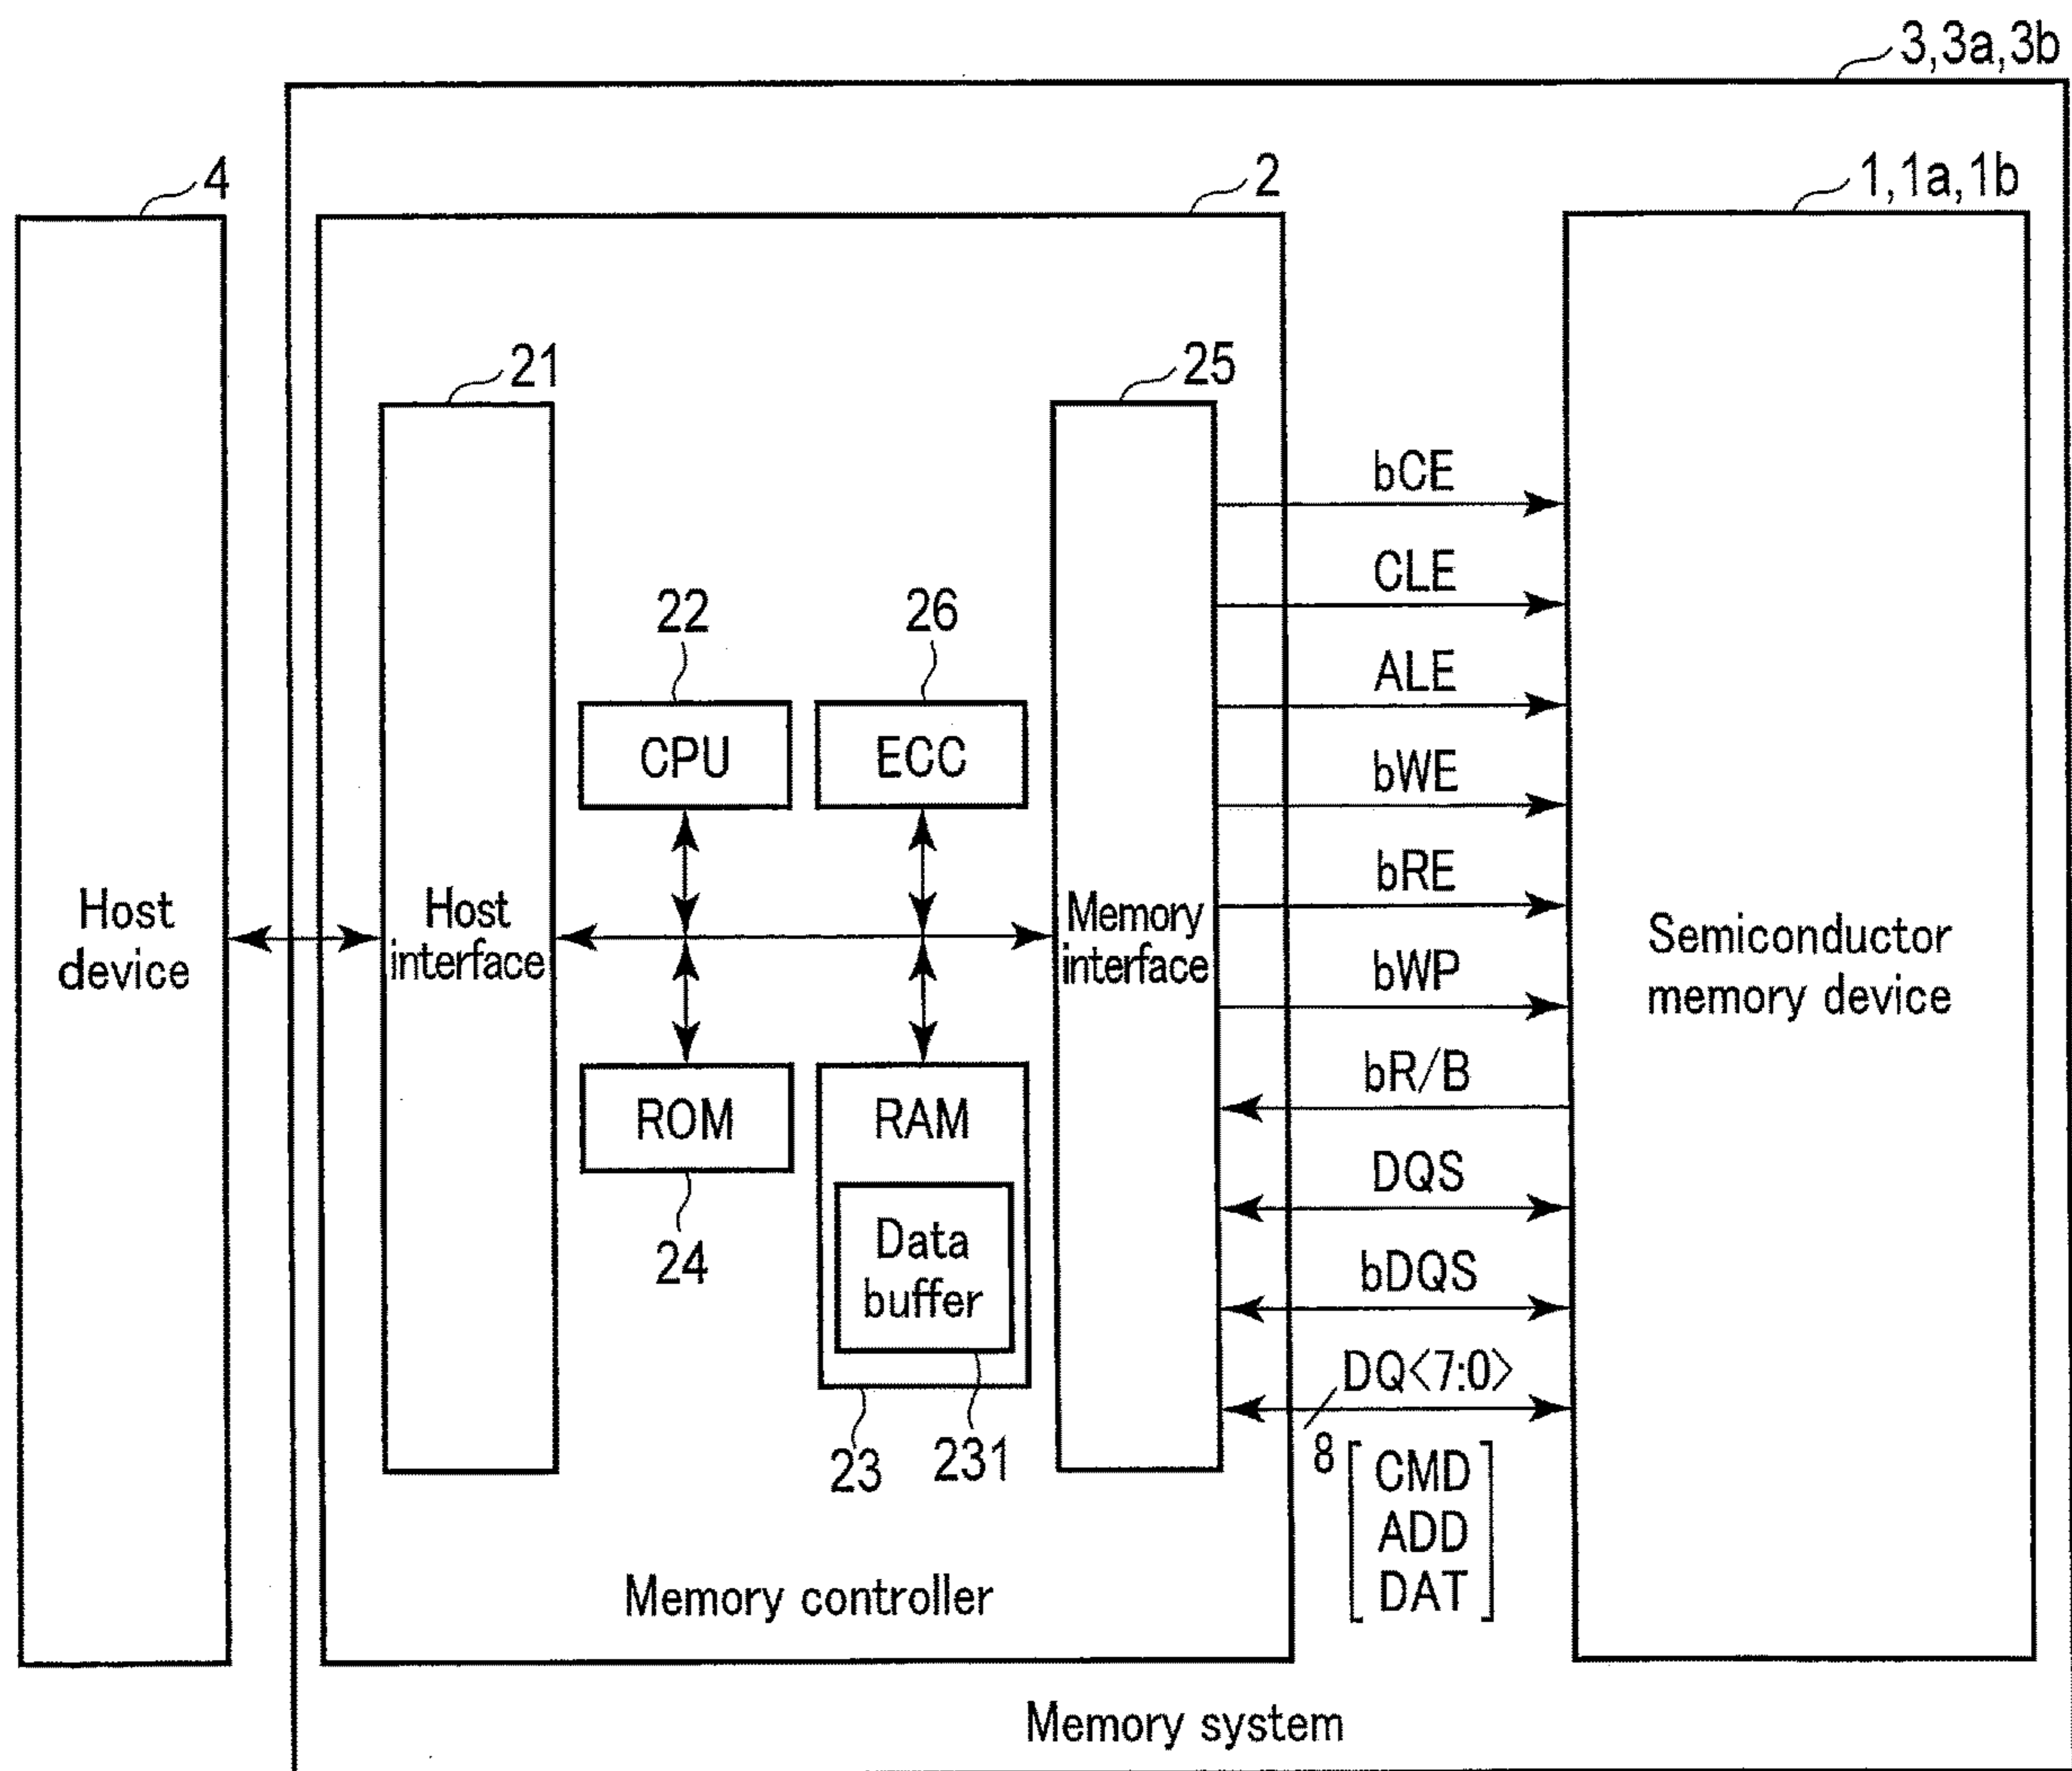 3,3a,3b
4
2
1,1a,1b
21
25
22
26
CPU
ECC
Host
device
Host
interface
Memory
interface
ROM
24
RAM
Data
buffer
23
231
bCE
CLE
ALE
bWE
bRE
bWP
bR/B
DQS
bDQS
DQ<7:0>
8
CMD
ADD
DAT
Semiconductor
memory device
Memory controller
Memory system